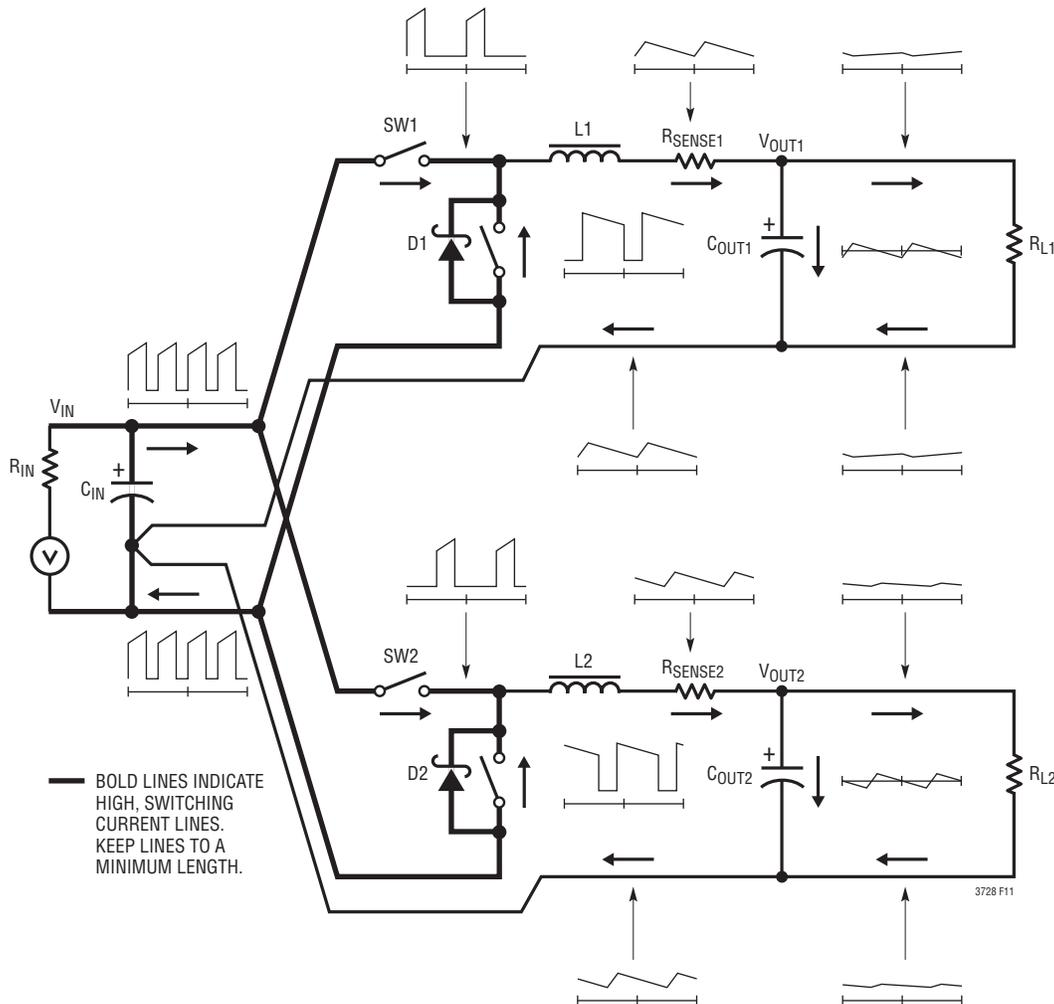 SW1
L1
RSENSE1
VOUT1
D1
+
COUT1
RL1
VIN
RIN
+
CIN
V
SW2
L2
RSENSE2
VOUT2
D2
+
COUT2
RL2
BOLD LINES INDICATE
HIGH, SWITCHING
CURRENT LINES.
KEEP LINES TO A
MINIMUM LENGTH.
3728 F11